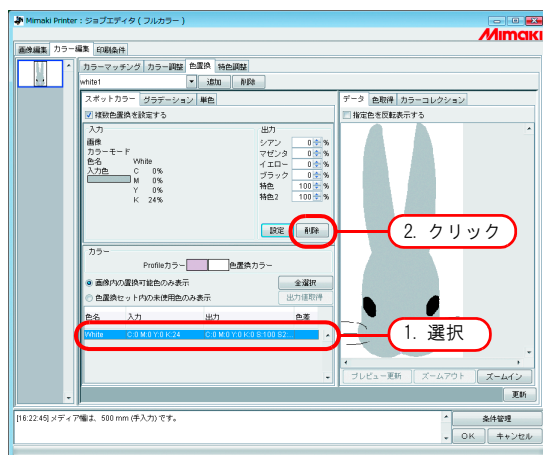 Mimaki Printer : ジョブエディタ ( フルカラー )
Mimaki
画像編集 カラー編集 印刷条件
カラーマッチング カラー調整 色置換 特色調整
white1 追加 削除
スポットカラー グラデーション 単色
データ 色取得 カラーコレクション
複数色置換を設定する
指定色を反転表示する
入力
画像
カラーモード
色名 White
入力色 C 0%
M 0%
Y 0%
K 24%
出力
シアン 0 %
マゼンタ 0 %
イエロー 0 %
ブラック 0 %
特色 100 %
特色2 100 %
設定 削除
2. クリック
カラー
Profileカラー 色置換カラー
画像内の置換可能色のみ表示 全選択
色置換セット内の未使用色のみ表示 出力値取得
色名 入力 出力 色差
White C:0 M:0 Y:0 K:24 C:0 M:0 Y:0 K:0 S:100 S2:...
1. 選択
プレビュー更新 ズームアウト ズームイン
更新
[16:22:45] メディア幅は、500 mm (手入力) です。
条件管理
OK キャンセル